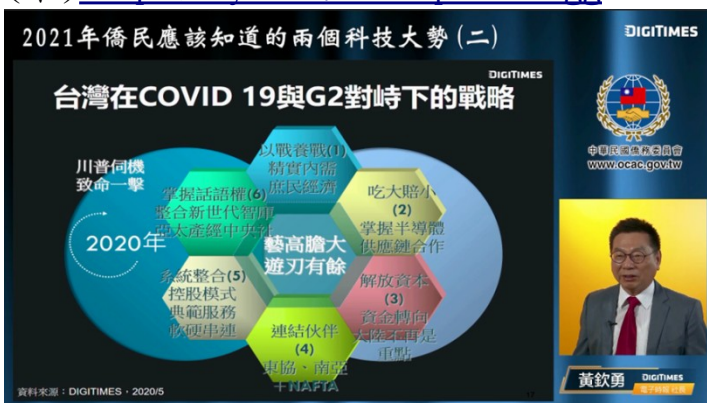 2021年僑民應該知道的兩個科技大勢(二)
DIGITIMES
DIGITIMES
台灣在COVID 19與G2對峙下的戰略
川普伺機
致命一擊
2020年
以戰養戰(1)
精實內需
庶民經濟
吃大賠小
(2)
掌握半導體
供應鏈合作
解放資本
(3)
資金轉向
大陸不再是
重點
連結伙伴
(4)
東協、南亞
+NAFTA
系統整合(5)
控股模式
典範服務
軟硬串連
掌握話語權(6)
整合新世代智庫
亞太產經中央社
藝高膽大
遊刃有餘
資料來源：DIGITIMES，2020/5
中華民國僑務委員會
www.ocac.gov.tw
黃欽勇
DIGITIMES
電子時報 社長